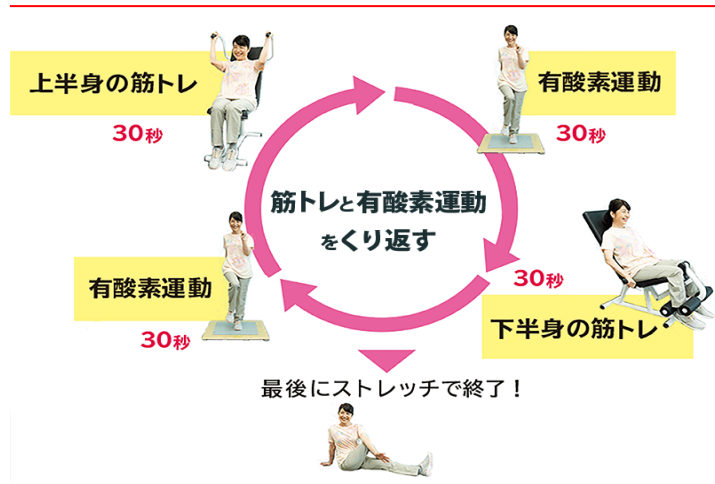 上半身の筋トレ
30秒
有酸素運動
30秒
筋トレと有酸素運動
をくり返す
有酸素運動
30秒
30秒
下半身の筋トレ
最後にストレッチで終了！